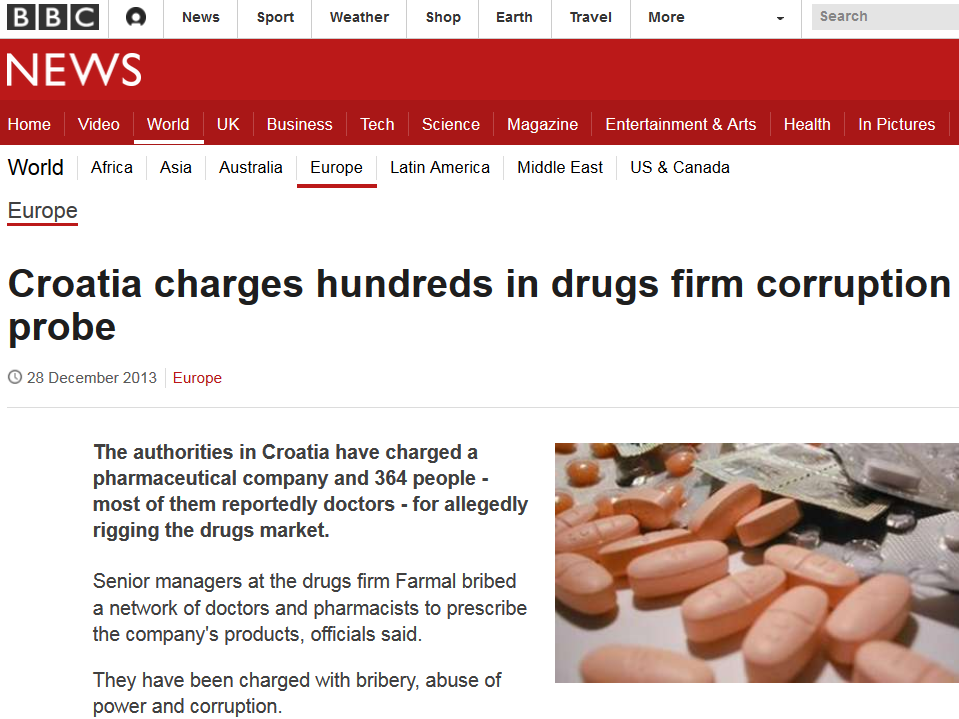 BBC News Sport Weather Shop Earth Travel More Search
NEWS
Home Video World UK Business Tech Science Magazine Entertainment & Arts Health In Pictures
World Africa Asia Australia Europe Latin America Middle East US & Canada
Europe
Croatia charges hundreds in drugs firm corruption
probe
28 December 2013 Europe
The authorities in Croatia have charged a
pharmaceutical company and 364 people -
most of them reportedly doctors - for allegedly
rigging the drugs market.
Senior managers at the drugs firm Farmal bribed
a network of doctors and pharmacists to prescribe
the company's products, officials said.
They have been charged with bribery, abuse of
power and corruption.